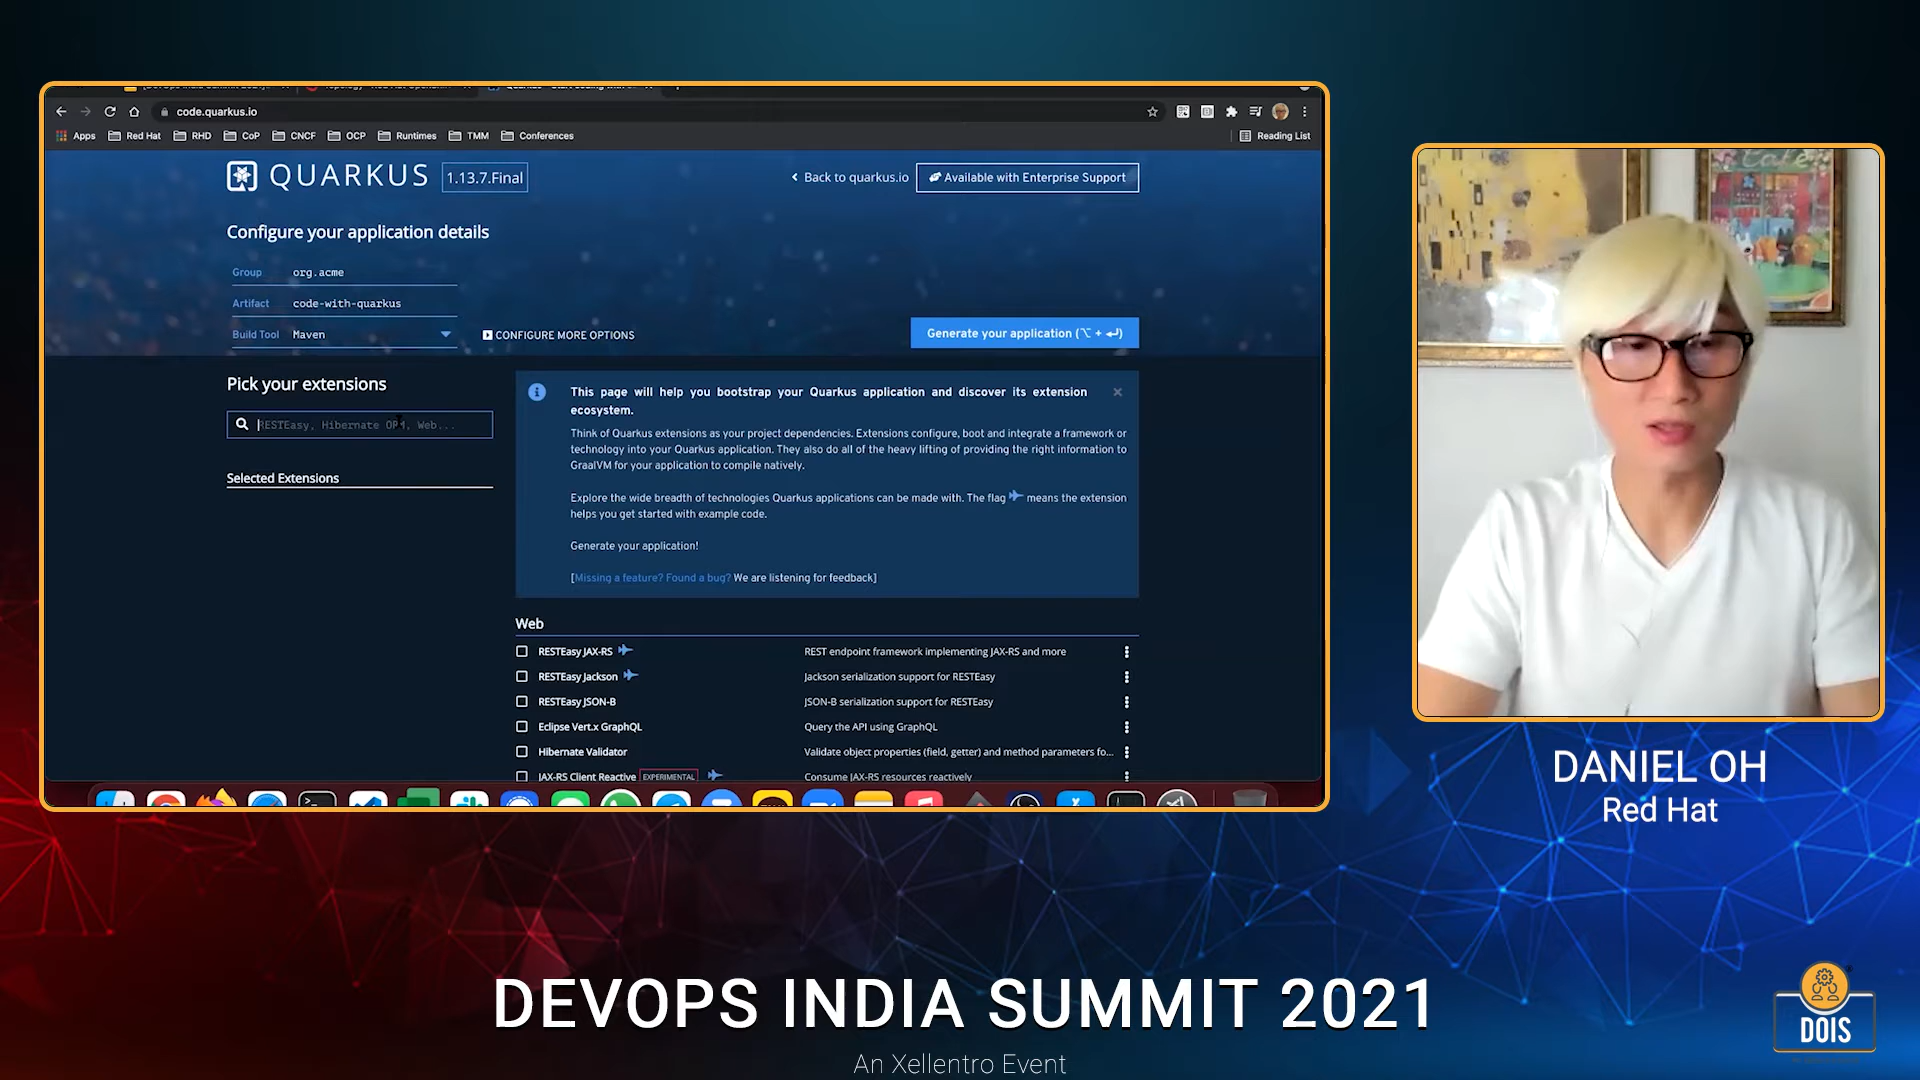 code.quarkus.io
Apps Red Hat RHD CoP CNCF OCP Runtimes TMM Conferences Reading List
QUARKUS 1.13.7.Final
Back to quarkus.io Available with Enterprise Support
Configure your application details
Group org.acme
Artifact code-with-quarkus
Build Tool Maven
CONFIGURE MORE OPTIONS
Generate your application (⌥ + ↵)
Pick your extensions
RESTEasy, Hibernate ORM, Web...
Selected Extensions
This page will help you bootstrap your Quarkus application and discover its extension
ecosystem.
Think of Quarkus extensions as your project dependencies. Extensions configure, boot and integrate a framework or
technology into your Quarkus application. They also do all of the heavy lifting of providing the right information to
GraalVM for your application to compile natively.
Explore the wide breadth of technologies Quarkus applications can be made with. The flag means the extension
helps you get started with example code.
Generate your application!
[Missing a feature? Found a bug? We are listening for feedback]
Web
RESTEasy JAX-RS REST endpoint framework implementing JAX-RS and more
RESTEasy Jackson Jackson serialization support for RESTEasy
RESTEasy JSON-B JSON-B serialization support for RESTEasy
Eclipse Vert.x GraphQL Query the API using GraphQL
Hibernate Validator Validate object properties (field, getter) and method parameters fo...
JAX-RS Client Reactive EXPERIMENTAL Consume JAX-RS resources reactively
Cafe
DANIEL OH
Red Hat
DEVOPS INDIA SUMMIT 2021
An Xellentro Event
DOIS